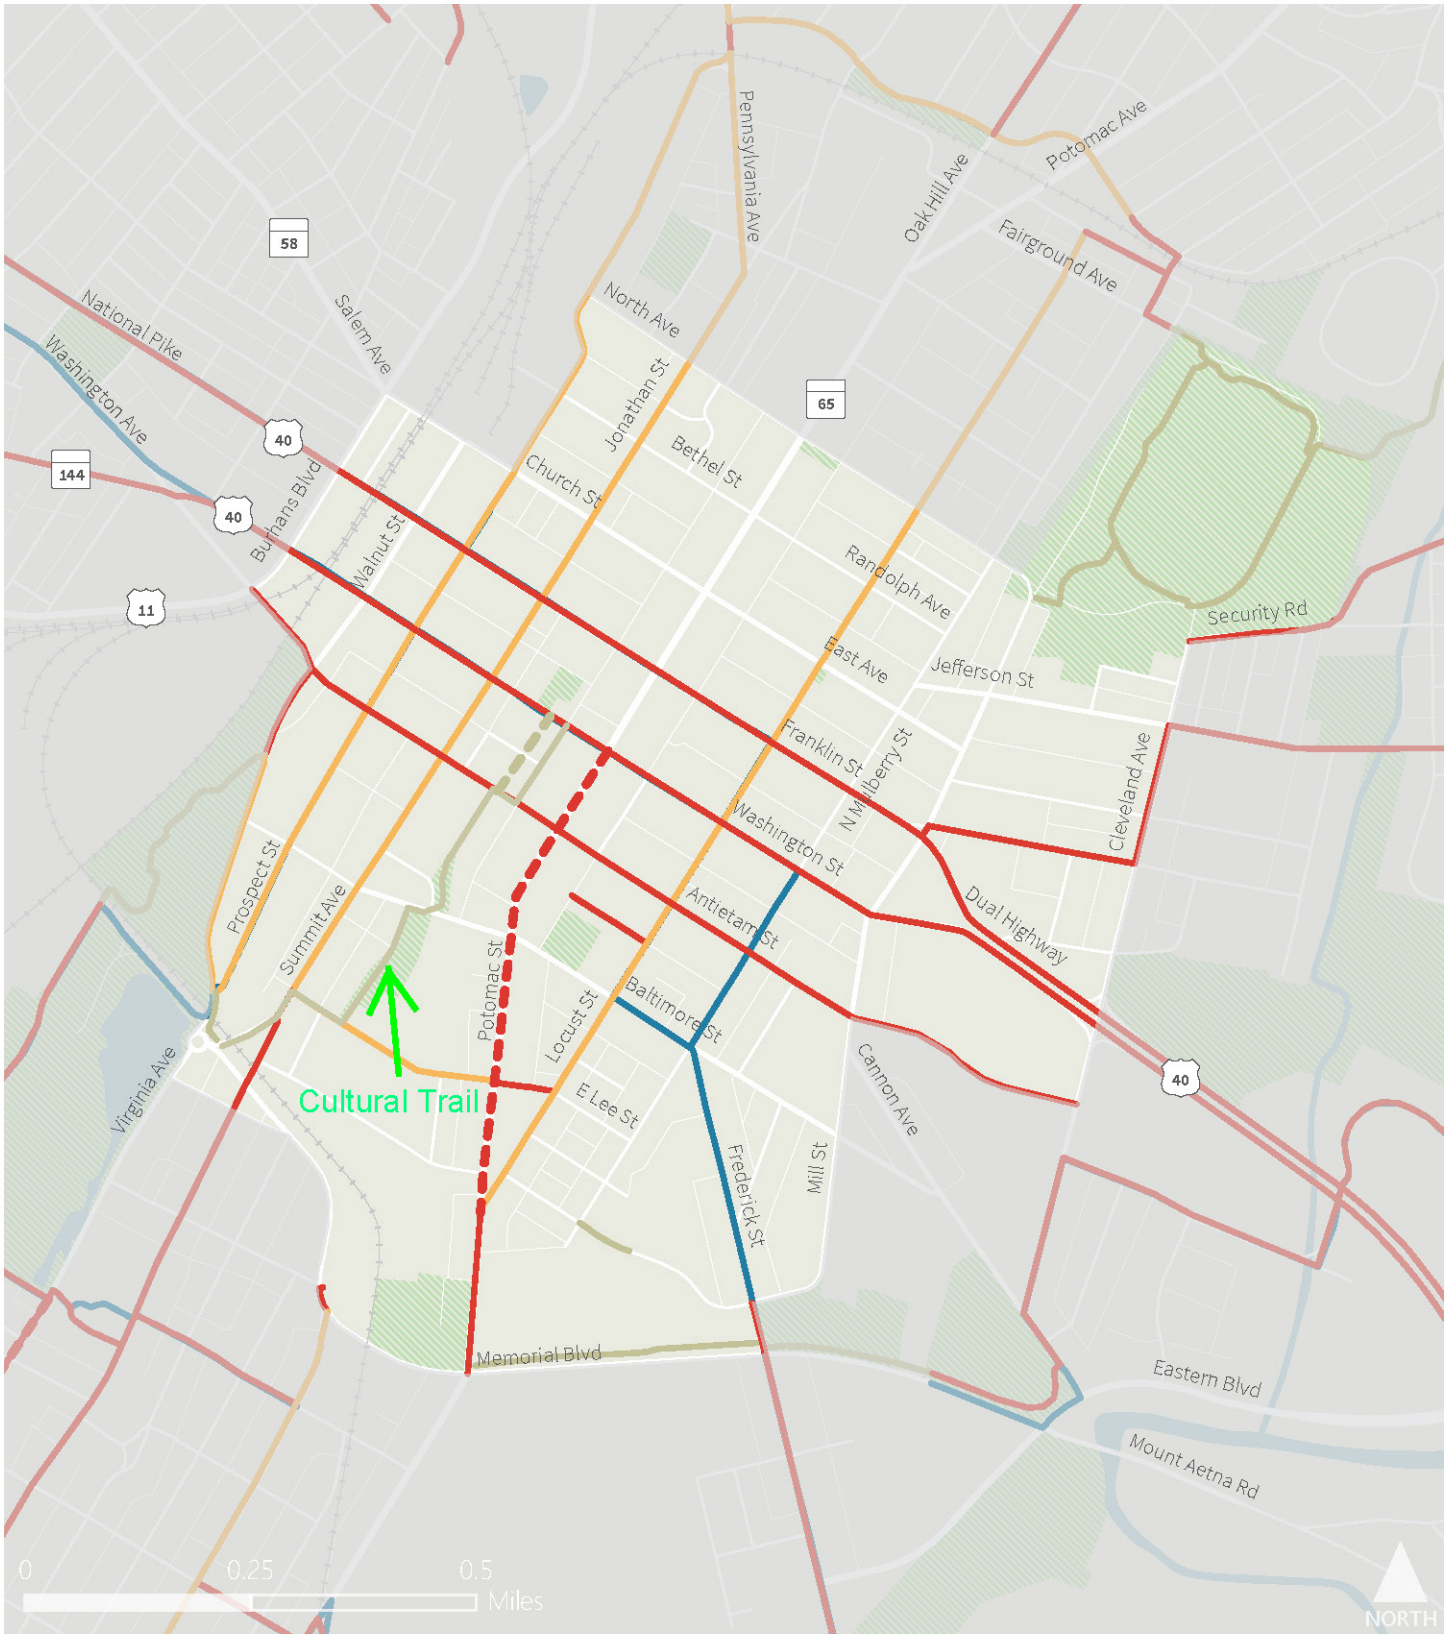 Pennsylvania Ave
Potomac Ave
Oak Hill Ave
58
Fairground Ave
National Pike
Salem Ave
North Ave
Washington Ave
Jonathan St
65
40
Bethel St
144
Church St
40
Burhans Blvd
Walnut St
Randolph Ave
11
Security Rd
East Ave
Jefferson St
Franklin St
N Mulberry St
Cleveland Ave
Washington St
Prospect St
Summit Ave
Antietam St
Dual Highway
Potomac St
Baltimore St
Locust St
Virginia Ave
Cannon Ave
40
Cultural Trail
E Lee St
Mill St
Frederick St
Memorial Blvd
Eastern Blvd
Mount Aetna Rd
0 0.25 0.5
Miles
NORTH